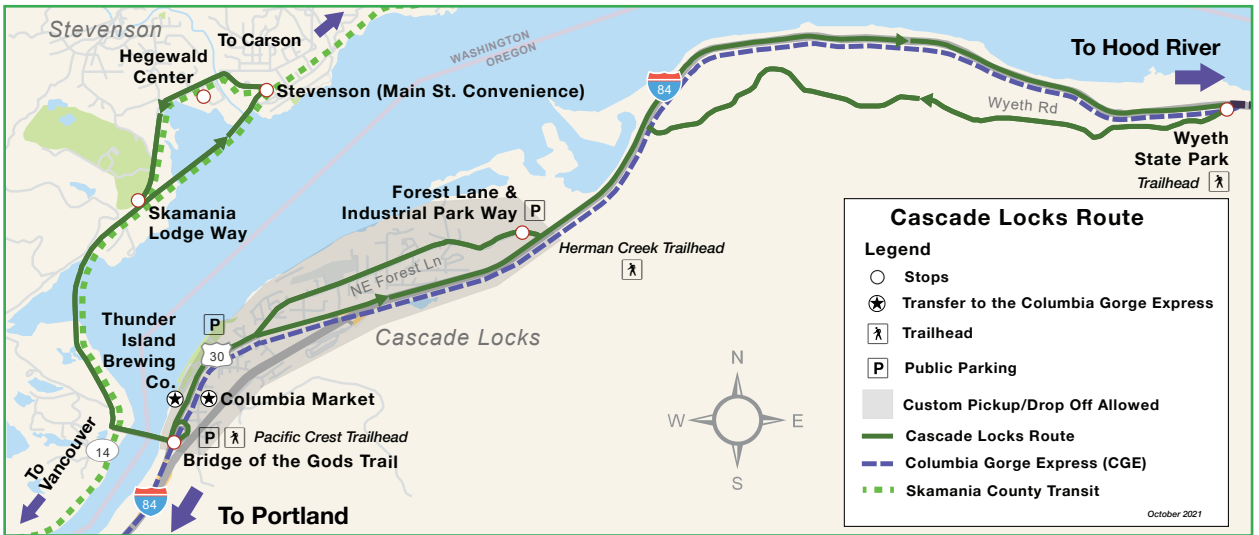 Stevenson
To Carson
Hegewald
Center
Stevenson (Main St. Convenience)
WASHINGTON
OREGON
84
To Hood River
Wyeth Rd
Wyeth
State Park
Trailhead
Forest Lane &
Industrial Park Way
P
Skamania
Lodge Way
Herman Creek Trailhead
NE Forest Ln
Cascade Locks
Thunder
Island
Brewing
Co.
P
30
Columbia Market
P
Pacific Crest Trailhead
Bridge of the Gods Trail
14
To
Vancouver
84
To Portland
N
W
E
S
Cascade Locks Route
Legend
Stops
Transfer to the Columbia Gorge Express
Trailhead
P
Public Parking
Custom Pickup/Drop Off Allowed
Cascade Locks Route
Columbia Gorge Express (CGE)
Skamania County Transit
October 2021